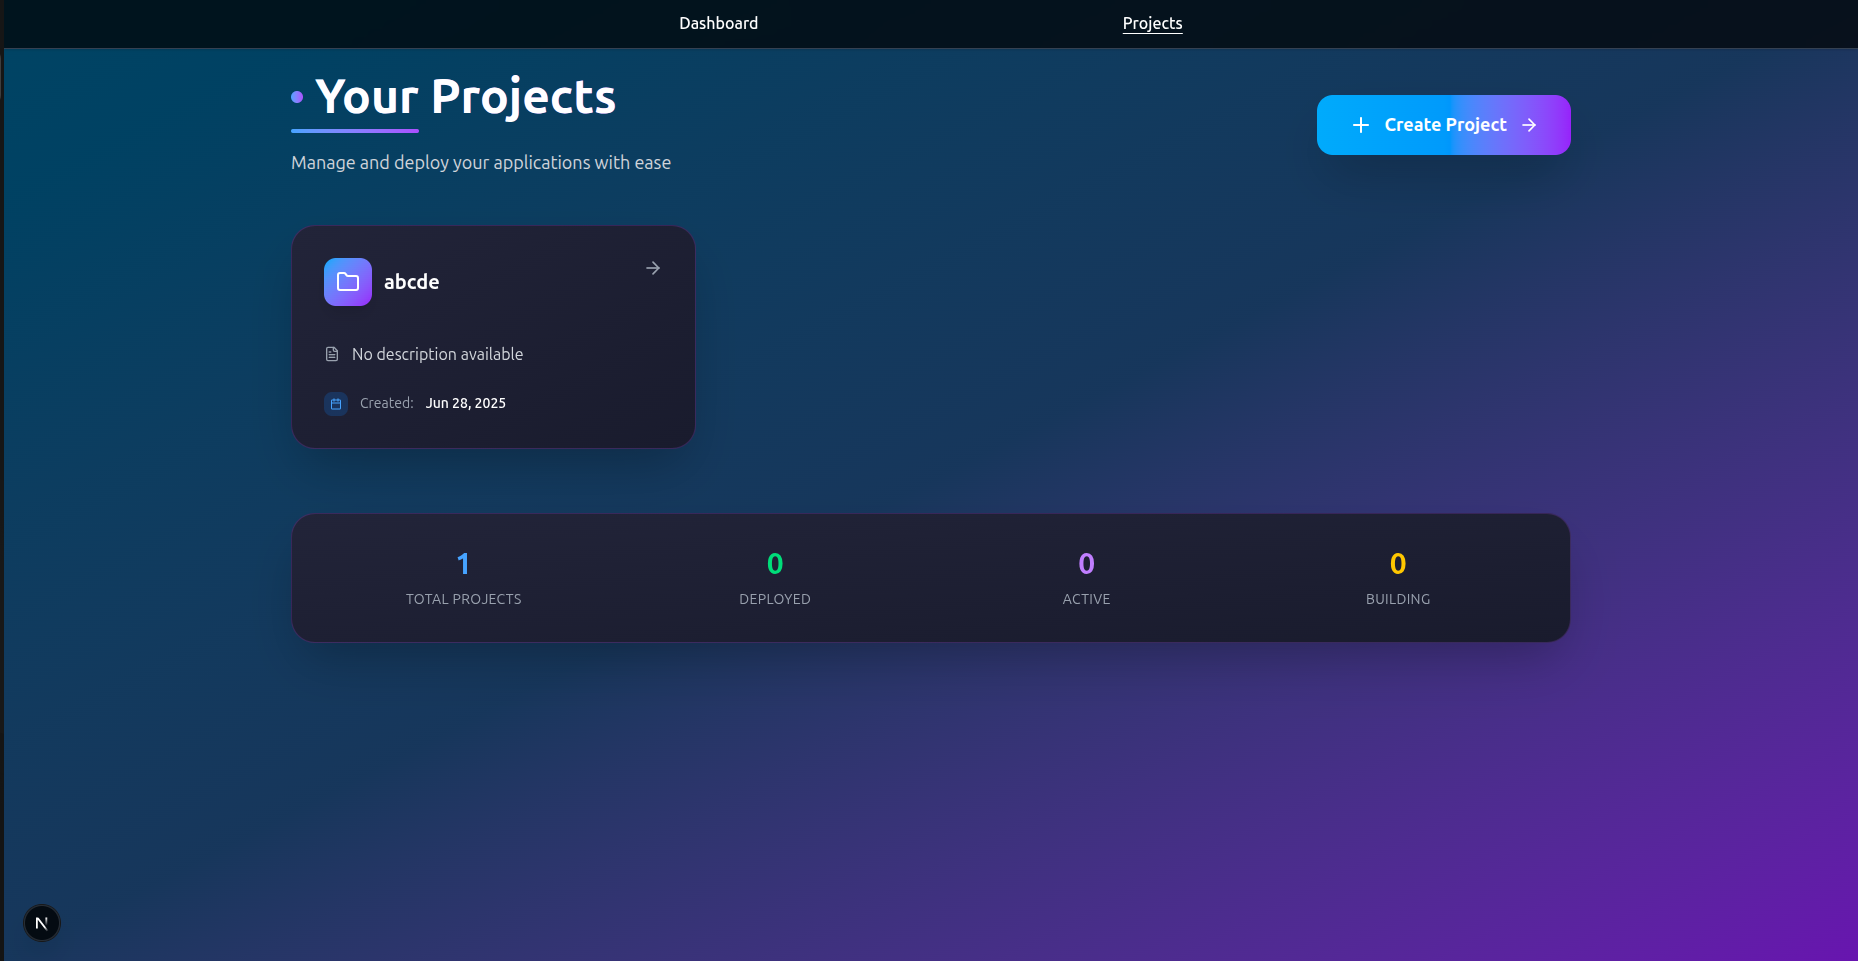 Dashboard
Projects
Your Projects
Create Project
Manage and deploy your applications with ease
abcde
No description available
Created: Jun 28, 2025
1
TOTAL PROJECTS
0
DEPLOYED
0
ACTIVE
0
BUILDING
N